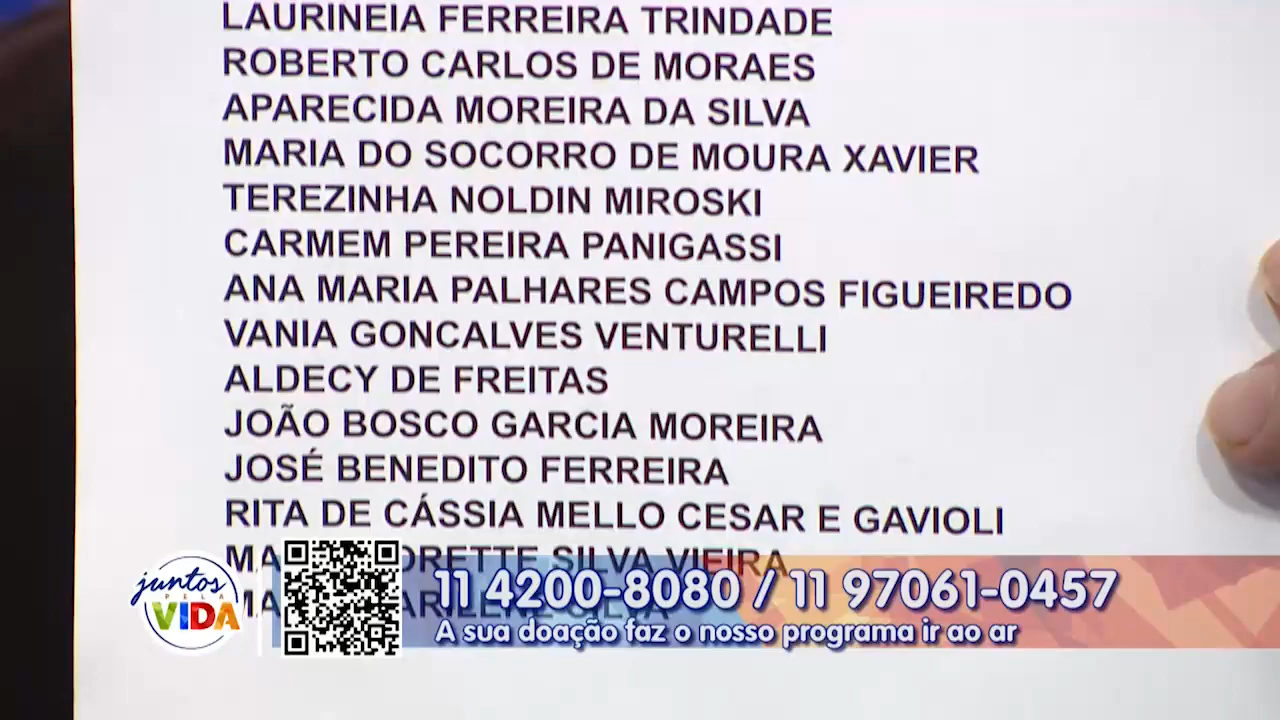 LAURINEIA FERREIRA TRINDADE
ROBERTO CARLOS DE MORAES
APARECIDA MOREIRA DA SILVA
MARIA DO SOCORRO DE MOURA XAVIER
TEREZINHA NOLDIN MIROSKI
CARMEM PEREIRA PANIGASSI
ANA MARIA PALHARES CAMPOS FIGUEIREDO
VANIA GONCALVES VENTURELLI
ALDECY DE FREITAS
JOÃO BOSCO GARCIA MOREIRA
JOSÉ BENEDITO FERREIRA
RITA DE CÁSSIA MELLO CESAR E GAVIOLI
SILVA VIEIRA
SILVA
juntos
PELA
VIDA
11 4200-8080 / 11 97061-0457
A sua doação faz o nosso programa ir ao ar